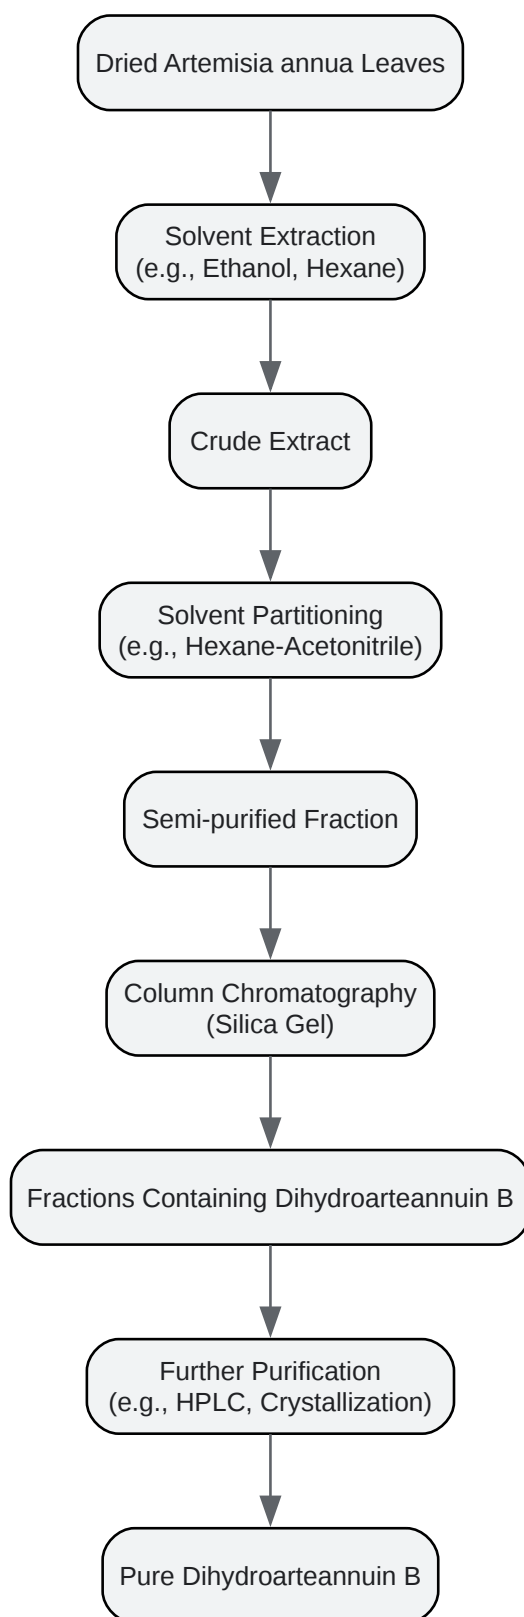 Dried Artemisia annua Leaves
Solvent Extraction
(e.g., Ethanol, Hexane)
Crude Extract
Solvent Partitioning
(e.g., Hexane-Acetonitrile)
Semi-purified Fraction
Column Chromatography
(Silica Gel)
Fractions Containing Dihydroarteannuin B
Further Purification
(e.g., HPLC, Crystallization)
Pure Dihydroarteannuin B